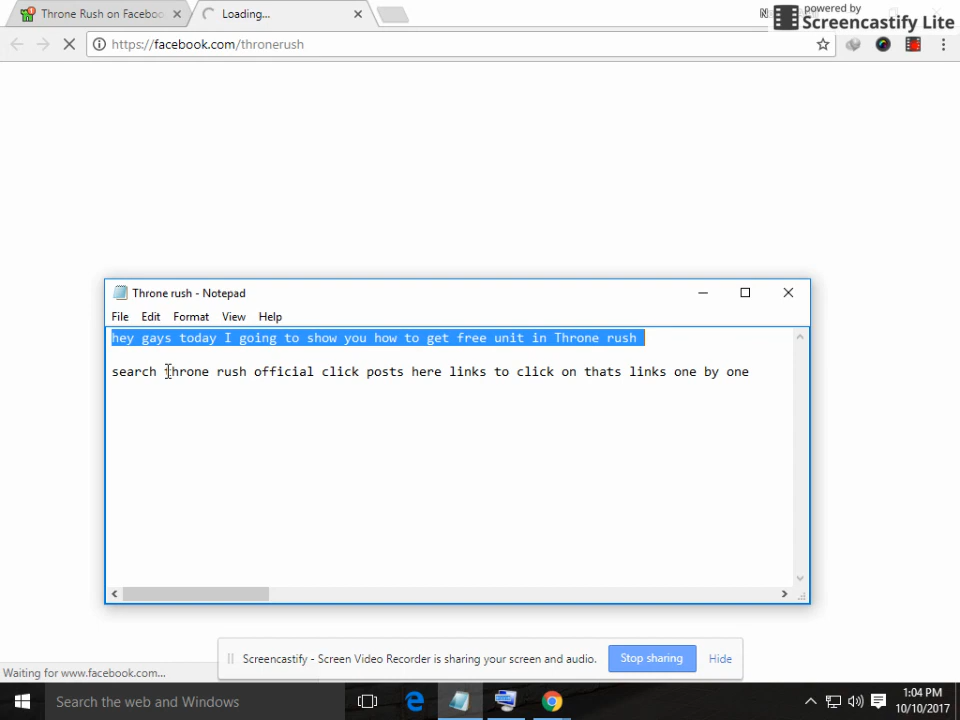 Throne Rush on Faceboo
Loading...
powered by
Screencastify Lite
https://facebook.com/thronerush
Throne rush - Notepad
File Edit Format View Help
hey gays today I going to show you how to get free unit in Throne rush
search throne rush official click posts here links to click on thats links one by one
Screencastify - Screen Video Recorder is sharing your screen and audio.
Stop sharing
Hide
Waiting for www.facebook.com...
Search the web and Windows
1:04 PM
10/10/2017